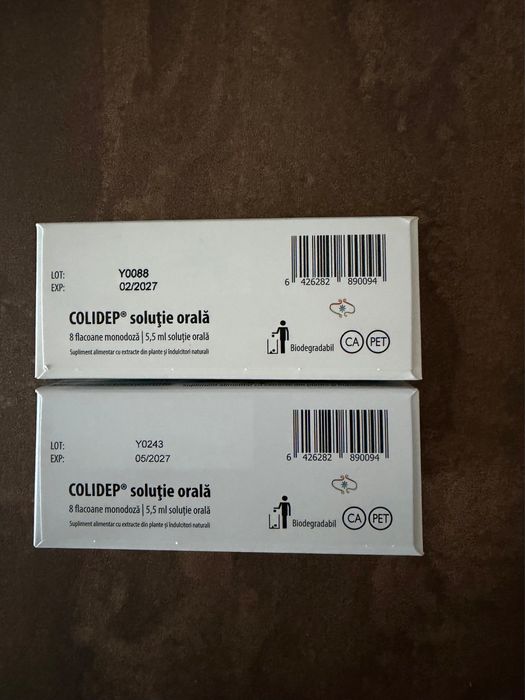 LOT: Y0088
EXP: 02/2027
6 426282 890094
COLIDEP® soluție orală
8 flacoane monodoză | 5,5 ml soluție orală
Supliment alimentar cu extracte din plante și îndulcitori naturali
Biodegradabil CA PET
LOT: Y0243
EXP: 05/2027
6 426282 890094
COLIDEP® soluție orală
8 flacoane monodoză | 5,5 ml soluție orală
Supliment alimentar cu extracte din plante și îndulcitori naturali
Biodegradabil CA PET